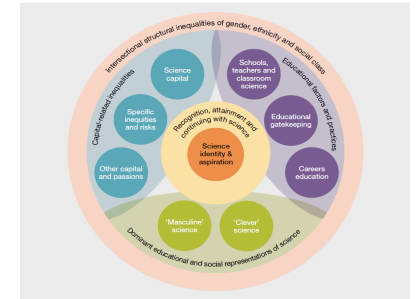 Intersectional structural inequalities of gender, ethnicity and social class
Capital-related inequalities
Science
capital
Specific
inequities
and risks
Other capital
and passions
Educational factors and practices
Schools,
teachers and
classroom
science
Educational
gatekeeping
Careers
education
Recognition, attainment and
continuing with science
Science
identity &
aspiration
'Masculine'
science
'Clever'
science
Dominant educational and social representations of science